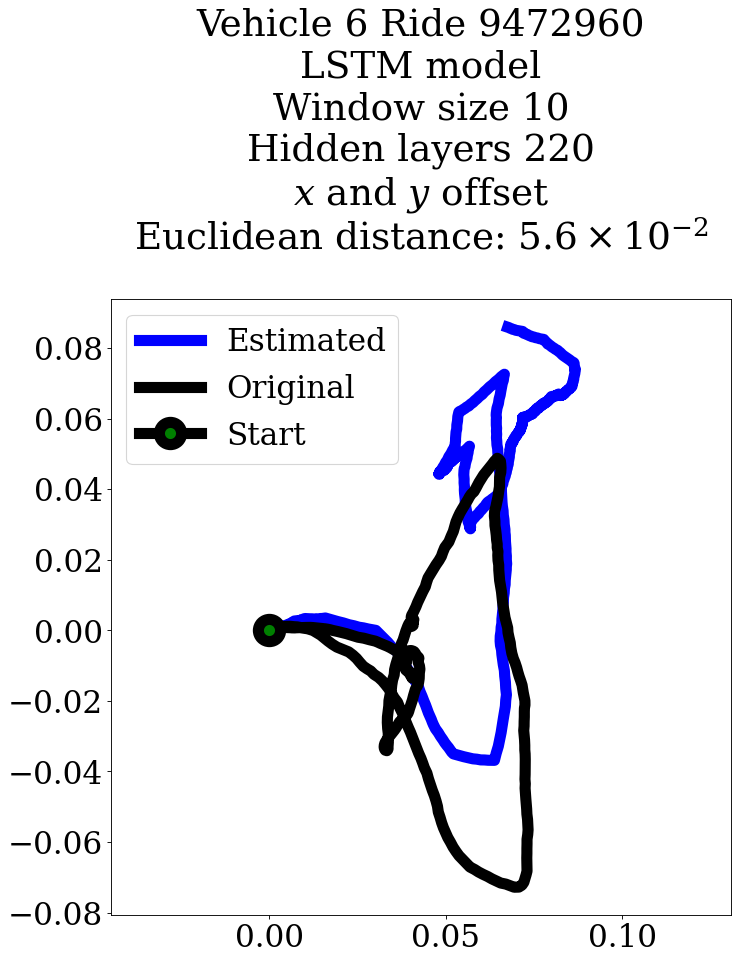 Vehicle 6 Ride 9472960
LSTM model
Window size 10
Hidden layers 220
x and y offset
Euclidean distance: 5.6 × 10⁻²
Estimated
Original
Start
0.08
0.06
0.04
0.02
0.00
−0.02
−0.04
−0.06
−0.08
0.00 0.05 0.10